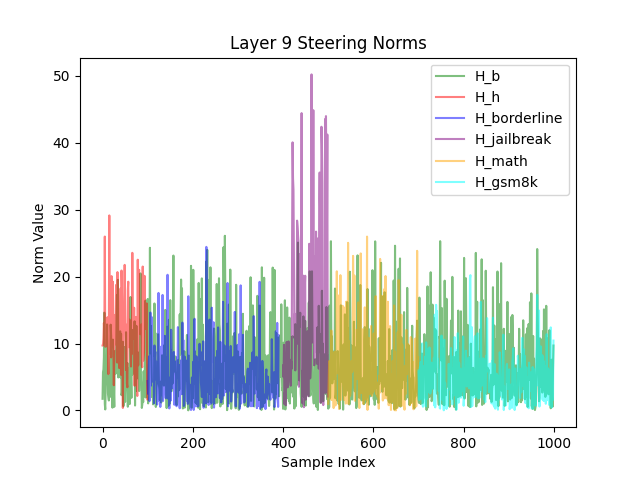 Layer 9 Steering Norms
Norm Value
50
40
30
20
10
0
H_b
H_h
H_borderline
H_jailbreak
H_math
H_gsm8k
0 200 400 600 800 1000
Sample Index